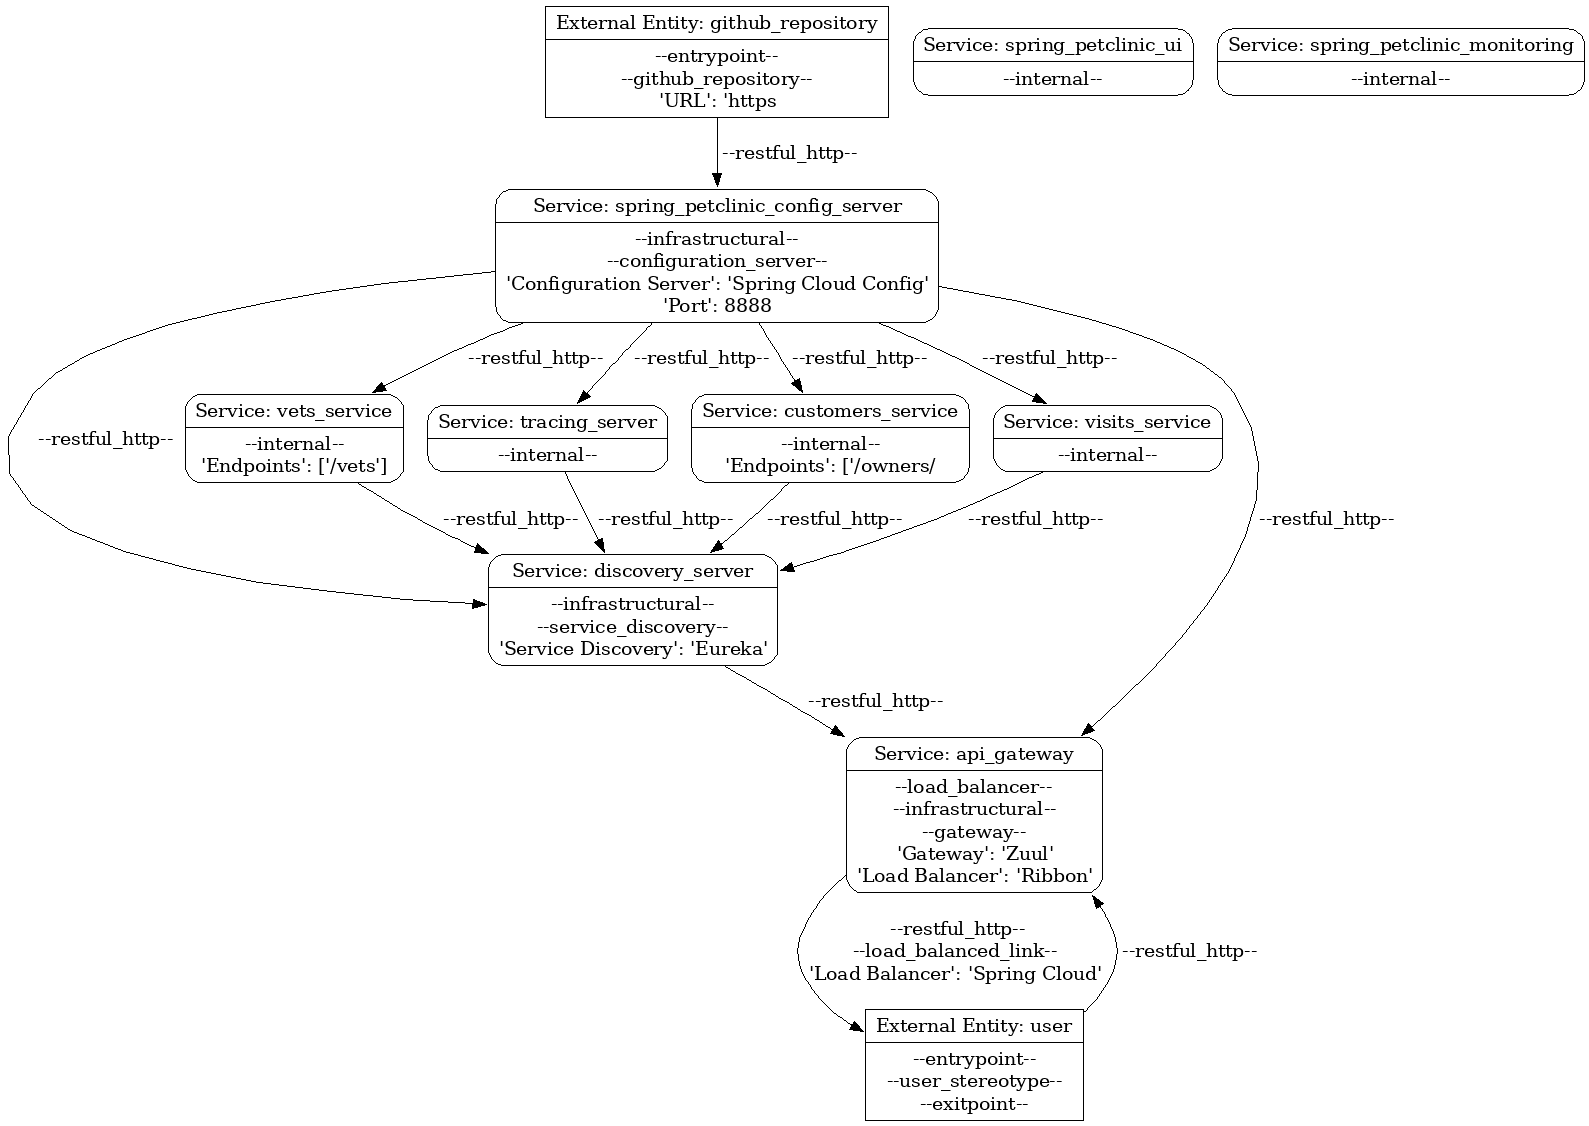 External Entity: github_repository
--entrypoint--
--github_repository--
'URL': 'https
Service: spring_petclinic_ui
--internal--
Service: spring_petclinic_monitoring
--internal--
--restful_http--
Service: spring_petclinic_config_server
--infrastructural--
--configuration_server--
'Configuration Server': 'Spring Cloud Config'
'Port': 8888
--restful_http--
--restful_http--
--restful_http--
--restful_http--
--restful_http--
Service: vets_service
--internal--
'Endpoints': ['/vets']
Service: tracing_server
--internal--
Service: customers_service
--internal--
'Endpoints': ['/owners/
Service: visits_service
--internal--
--restful_http--
--restful_http--
--restful_http--
--restful_http--
--restful_http--
Service: discovery_server
--infrastructural--
--service_discovery--
'Service Discovery': 'Eureka'
--restful_http--
Service: api_gateway
--load_balancer--
--infrastructural--
--gateway--
'Gateway': 'Zuul'
'Load Balancer': 'Ribbon'
--restful_http--
--load_balanced_link--
'Load Balancer': 'Spring Cloud'
--restful_http--
External Entity: user
--entrypoint--
--user_stereotype--
--exitpoint--